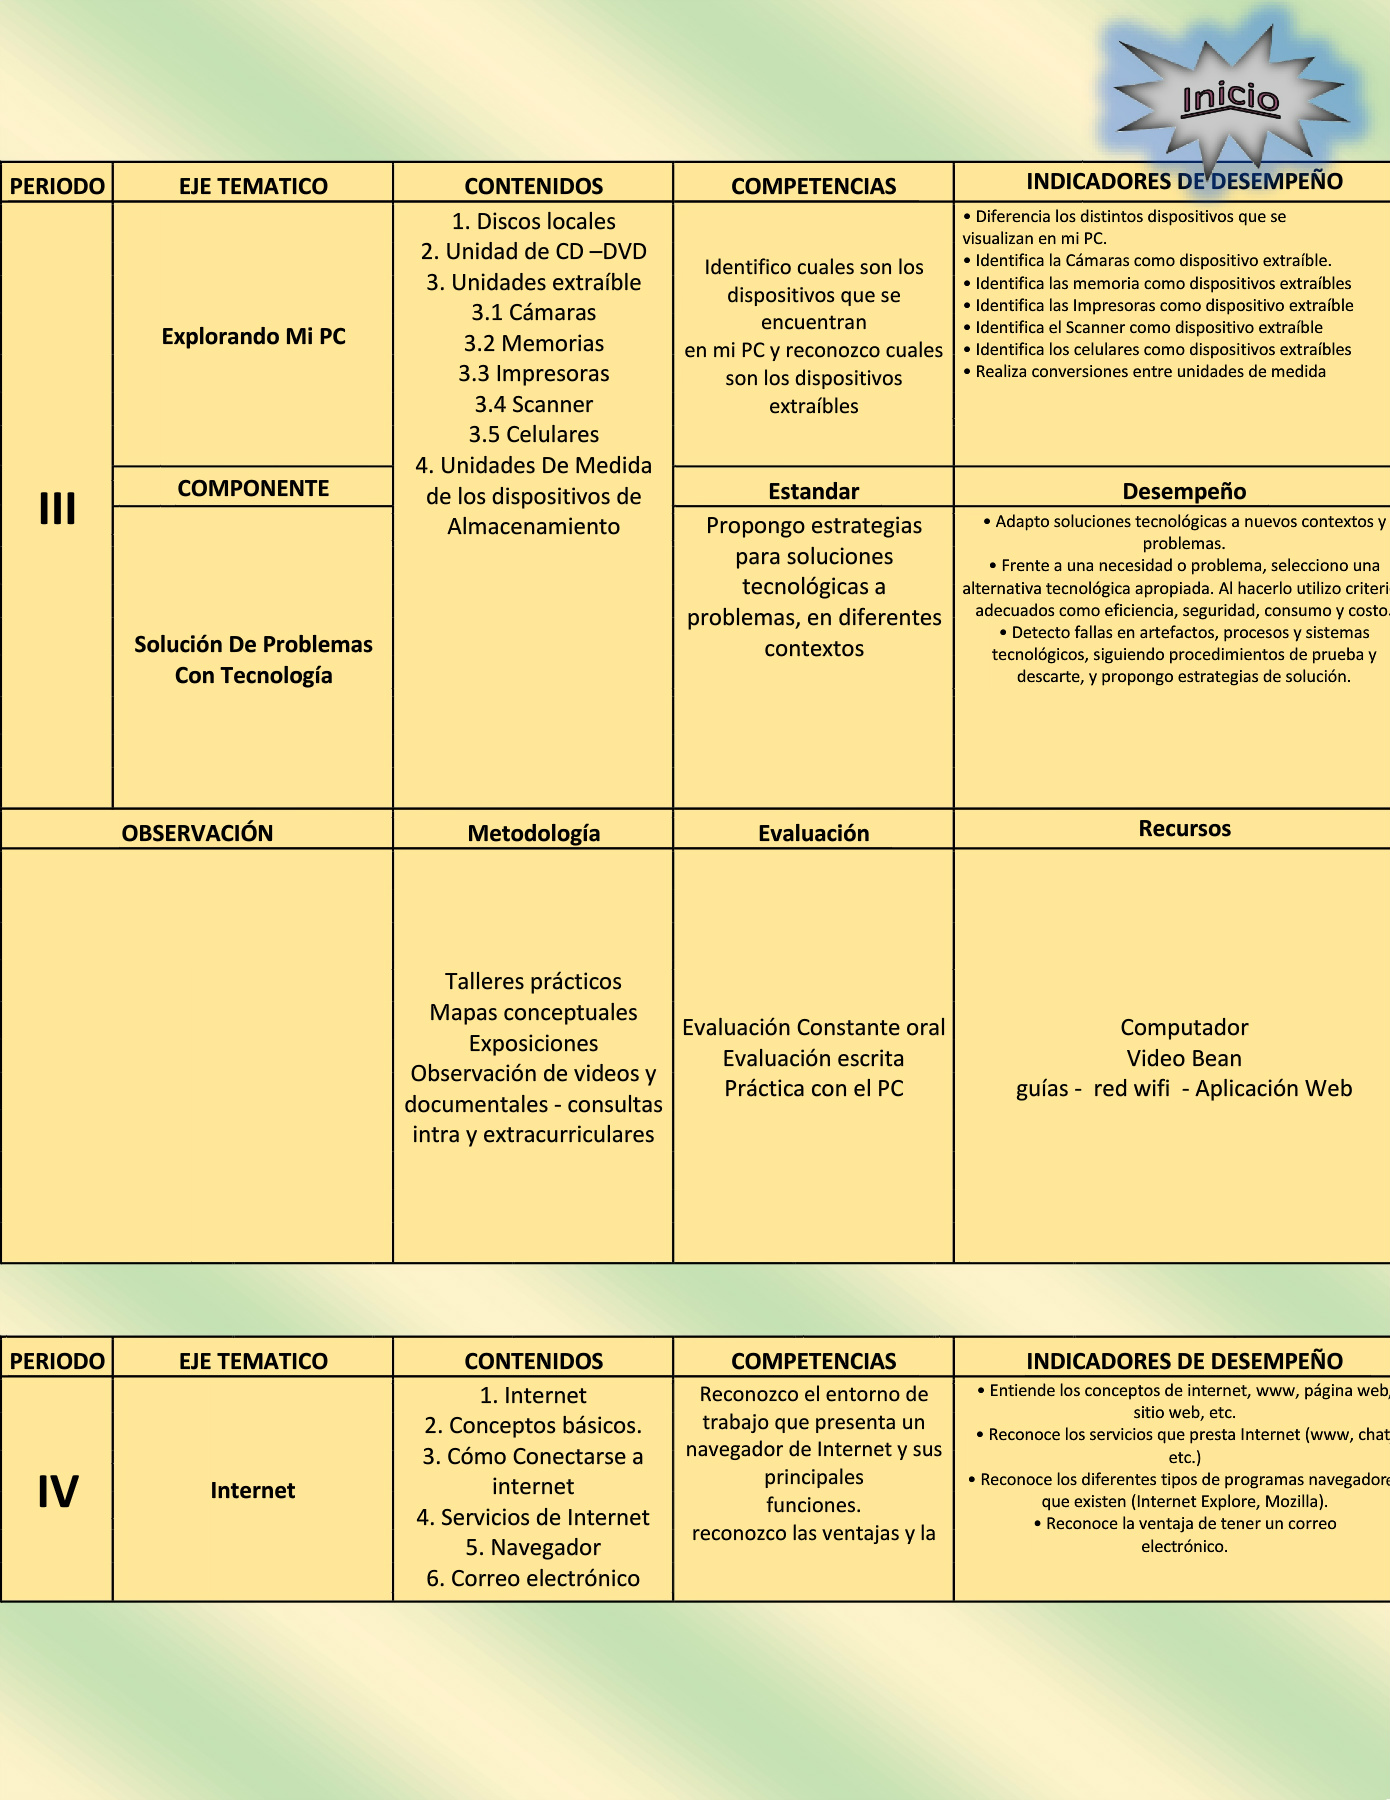 Inicio
PERIODO
EJE TEMATICO
CONTENIDOS
COMPETENCIAS
INDICADORES DE DESEMPEÑO
III
Explorando Mi PC
1. Discos locales
2. Unidad de CD –DVD
3. Unidades extraíble
3.1 Cámaras
3.2 Memorias
3.3 Impresoras
3.4 Scanner
3.5 Celulares
4. Unidades De Medida
de los dispositivos de
Almacenamiento
Identifico cuales son los
dispositivos que se
encuentran
en mi PC y reconozco cuales
son los dispositivos
extraíbles
• Diferencia los distintos dispositivos que se
visualizan en mi PC.
• Identifica la Cámaras como dispositivo extraíble.
• Identifica las memoria como dispositivos extraíbles
• Identifica las Impresoras como dispositivo extraíble
• Identifica el Scanner como dispositivo extraíble
• Identifica los celulares como dispositivos extraíbles
• Realiza conversiones entre unidades de medida
COMPONENTE
Estandar
Desempeño
Solución De Problemas
Con Tecnología
Propongo estrategias
para soluciones
tecnológicas a
problemas, en diferentes
contextos
• Adapto soluciones tecnológicas a nuevos contextos y
problemas.
• Frente a una necesidad o problema, selecciono una
alternativa tecnológica apropiada. Al hacerlo utilizo
adecuados como eficiencia, seguridad, consumo y costo.
• Detecto fallas en artefactos, procesos y sistemas
tecnológicos, siguiendo procedimientos de prueba y
descarte, y propongo estrategias de solución.
OBSERVACIÓN
Metodología
Evaluación
Recursos
Talleres prácticos
Mapas conceptuales
Exposiciones
Observación de videos y
documentales - consultas
intra y extracurriculares
Evaluación Constante oral
Evaluación escrita
Práctica con el PC
Computador
Video Bean
guías - red wifi - Aplicación Web
PERIODO
EJE TEMATICO
CONTENIDOS
COMPETENCIAS
INDICADORES DE DESEMPEÑO
IV
Internet
1. Internet
2. Conceptos básicos.
3. Cómo Conectarse a
internet
4. Servicios de Internet
5. Navegador
6. Correo electrónico
Reconozco el entorno de
trabajo que presenta un
navegador de Internet y sus
principales
funciones.
reconozco las ventajas y la
• Entiende los conceptos de internet, www, página web,
sitio web, etc.
• Reconoce los servicios que presta Internet (www, chat
etc.)
• Reconoce los diferentes tipos de programas
que existen (Internet Explore, Mozilla).
• Reconoce la ventaja de tener un correo
electrónico.